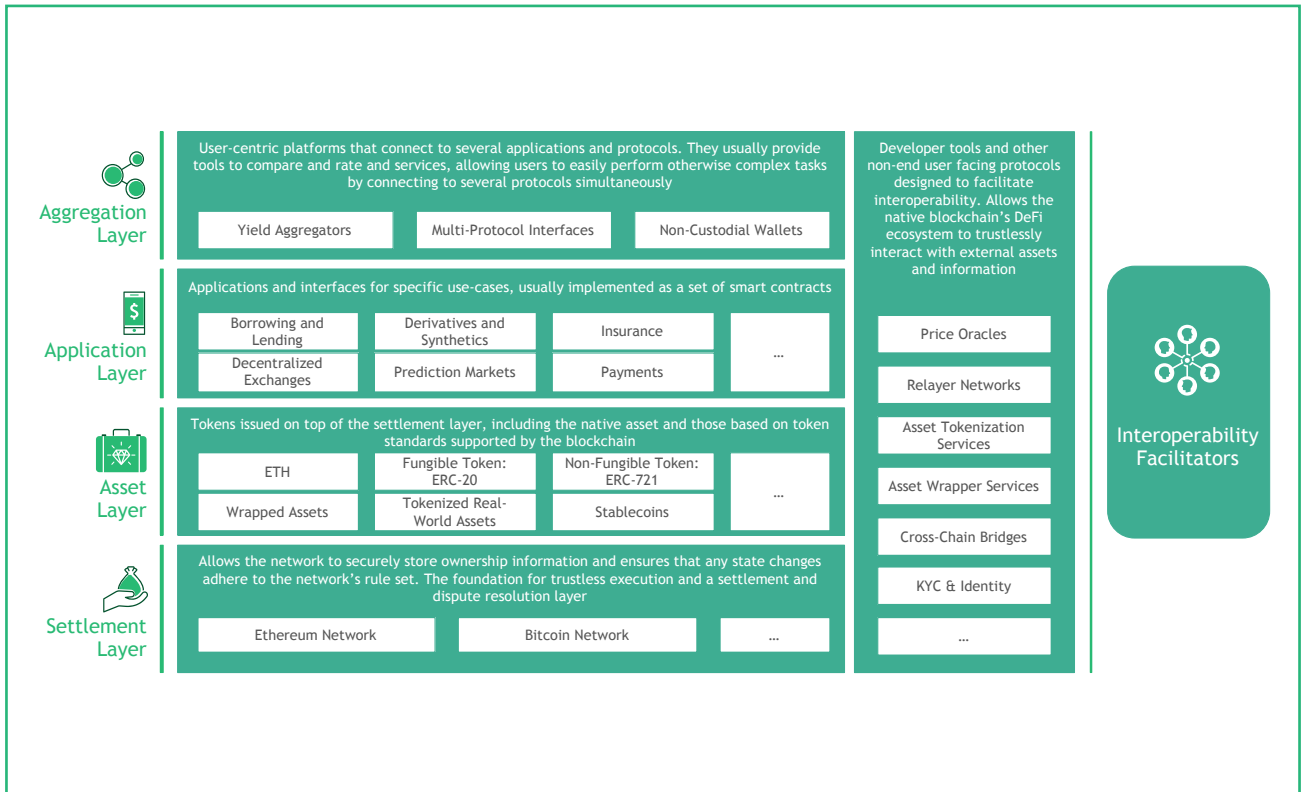 Aggregation
Layer
User-centric platforms that connect to several applications and protocols. They usually provide
tools to compare and rate and services, allowing users to easily perform otherwise complex tasks
by connecting to several protocols simultaneously
Yield Aggregators
Multi-Protocol Interfaces
Non-Custodial Wallets
$
Application
Layer
Applications and interfaces for specific use-cases, usually implemented as a set of smart contracts
Borrowing and
Lending
Derivatives and
Synthetics
Insurance
...
Decentralized
Exchanges
Prediction Markets
Payments
Asset
Layer
Tokens issued on top of the settlement layer, including the native asset and those based on token
standards supported by the blockchain
ETH
Fungible Token:
ERC-20
Non-Fungible Token:
ERC-721
...
Wrapped Assets
Tokenized Real-
World Assets
Stablecoins
Settlement
Layer
Allows the network to securely store ownership information and ensures that any state changes
adhere to the network's rule set. The foundation for trustless execution and a settlement and
dispute resolution layer
Ethereum Network
Bitcoin Network
...
Developer tools and other
non-end user facing protocols
designed to facilitate
interoperability. Allows the
native blockchain's DeFi
ecosystem to trustlessly
interact with external assets
and information
Price Oracles
Relayer Networks
Asset Tokenization
Services
Asset Wrapper Services
Cross-Chain Bridges
KYC & Identity
...
Interoperability
Facilitators